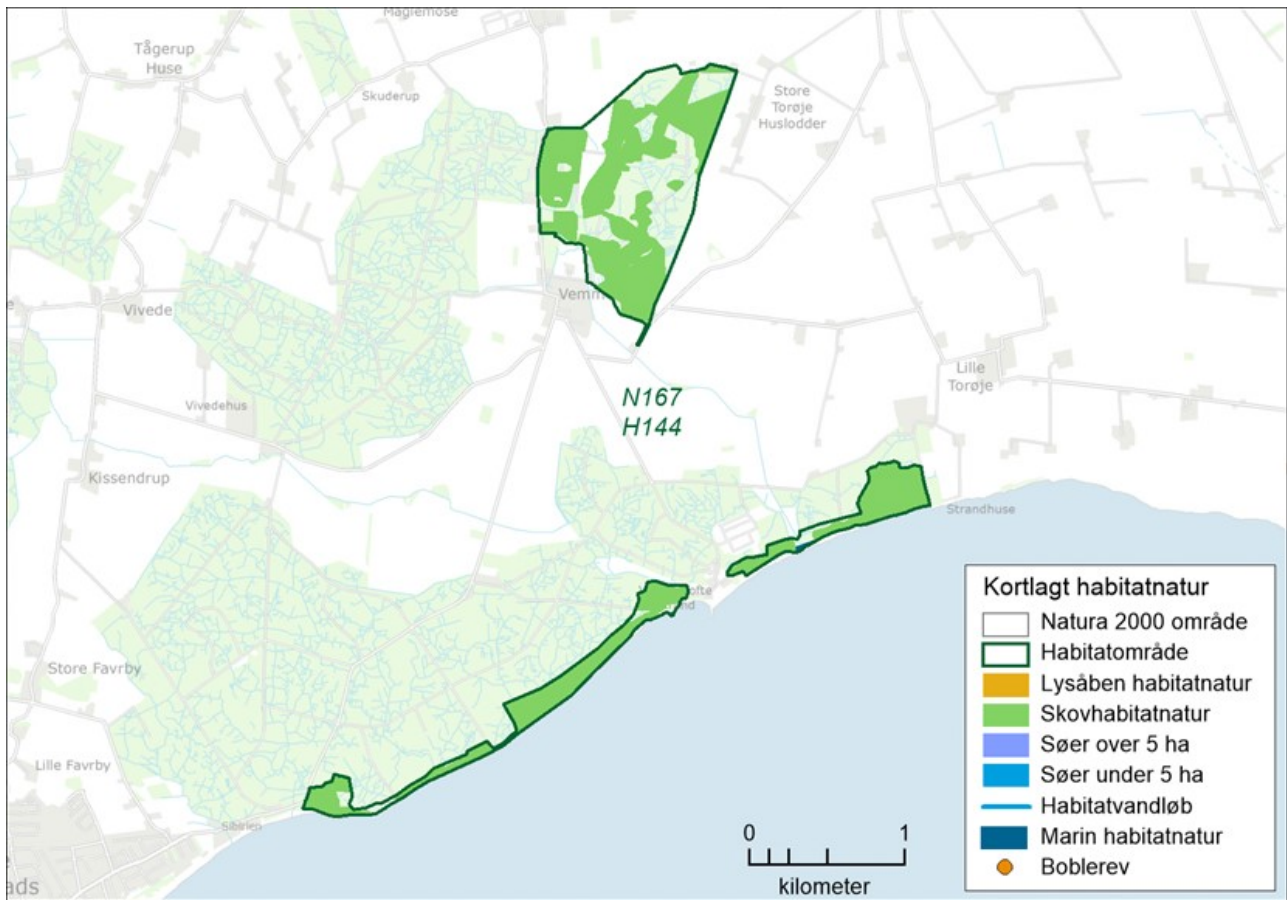 Maglemose
Tågerup
Huse
Skuderup
Store
Torøje
Huslodder
Vemm
Vivede
Lille
Torøje
Vivedehus
N167
H144
Kissendrup
Strandhuse
Store Favrby
Lille Favrby
Sibirien
ads
Kortlagt habitatnatur
Natura 2000 område
Habitatområde
Lysåben habitatnatur
Skovhabitatnatur
Søer over 5 ha
Søer under 5 ha
Habitatvandløb
Marin habitatnatur
Boblerev
0 1
kilometer